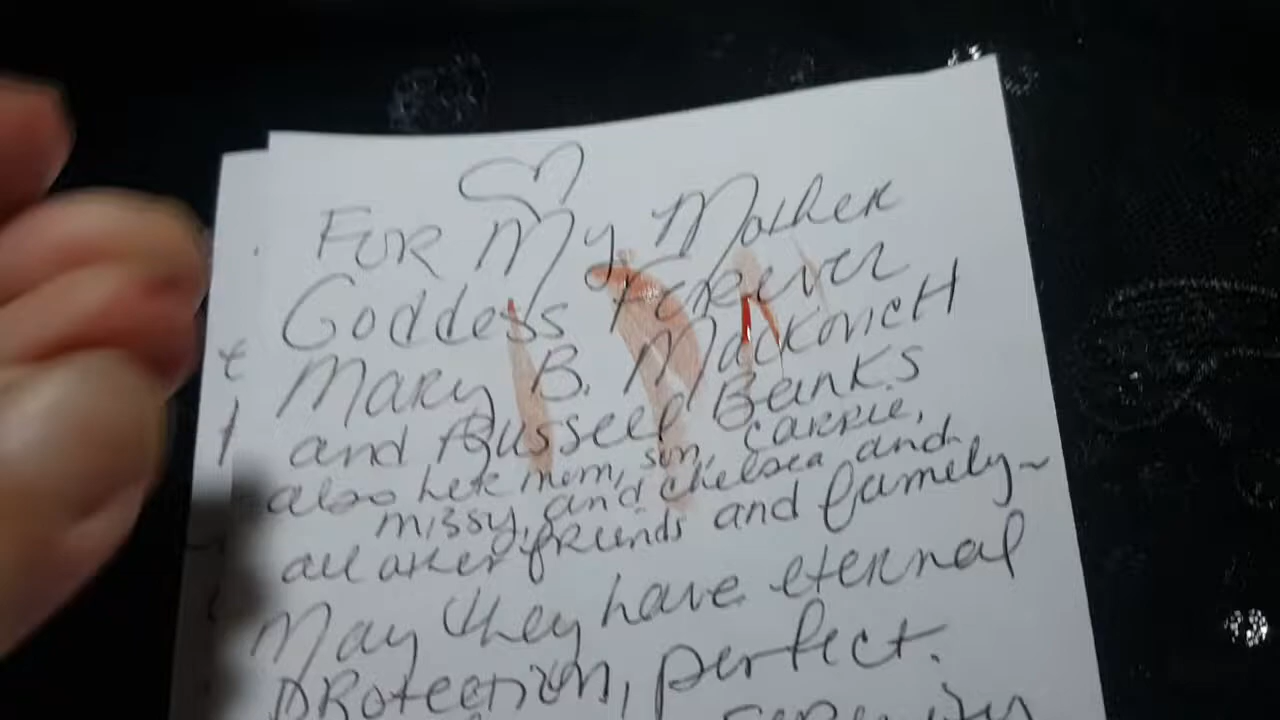 FOR My Mother
Goddess Forever
Mary B. Mackovich
and Russell Banks
also her mom, son, Carrie,
missy, and Chelsea and
all other friends and family~
May they have eternal
protection, perfect.
serenity